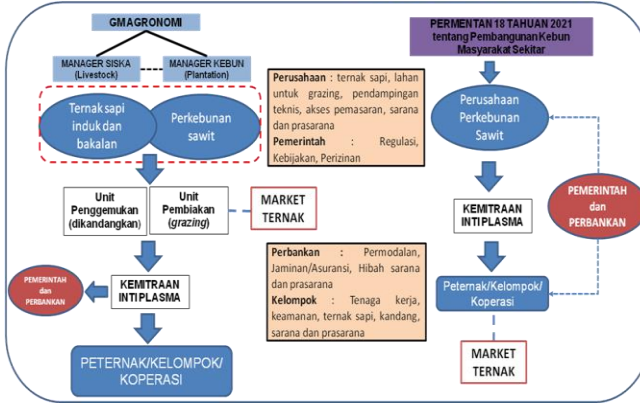 GMAGRONOMI
MANAGER SISKA
(Livestock)
MANAGER KEBUN
(Plantation)
Ternak sapi
induk dan
bakalan
Perkebunan
sawit
Unit
Penggemukan
(dikandangkan)
Unit
Pembiakan
(grazing)
MARKET
TERNAK
PEMERINTAH
dan
PERBANKAN
KEMITRAAN
INTI PLASMA
PETERNAK/KELOMPOK/
KOPERASI
Perusahaan : ternak sapi, lahan
untuk grazing, pendampingan
teknis, akses pemasaran, sarana
dan prasarana
Pemerintah : Regulasi,
Kebijakan, Perizinan
Perbankan : Permodalan,
Jaminan/Asuransi, Hibah sarana
dan prasarana
Kelompok : Tenaga kerja,
keamanan, ternak sapi, kandang,
sarana dan prasarana
PERMENTAN 18 TAHUAN 2021
tentang Pembangunan Kebun
Masyarakat Sekitar
Perusahaan
Perkebunan
Sawit
KEMITRAAN
INTI PLASMA
PEMERINTAH
dan
PERBANKAN
Peternak/Kelompok/
Koperasi
MARKET
TERNAK